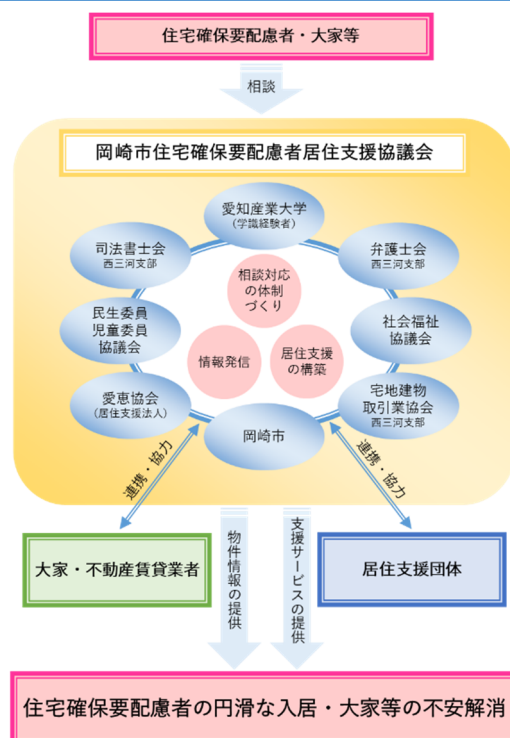 住宅確保要配慮者・大家等
相談
岡崎市住宅確保要配慮者居住支援協議会
愛知産業大学
(学識経験者)
司法書士会
西三河支部
弁護士会
西三河支部
相談対応
の体制
づくり
民生委員
児童委員
協議会
社会福祉
協議会
情報発信
居住支援
の構築
愛恵協会
(居住支援法人)
宅地建物
取引業協会
西三河支部
岡崎市
連携・協力
連携・協力
大家・不動産賃貸業者
物件情報の提供
支援サービスの提供
居住支援団体
住宅確保要配慮者の円滑な入居・大家等の不安解消